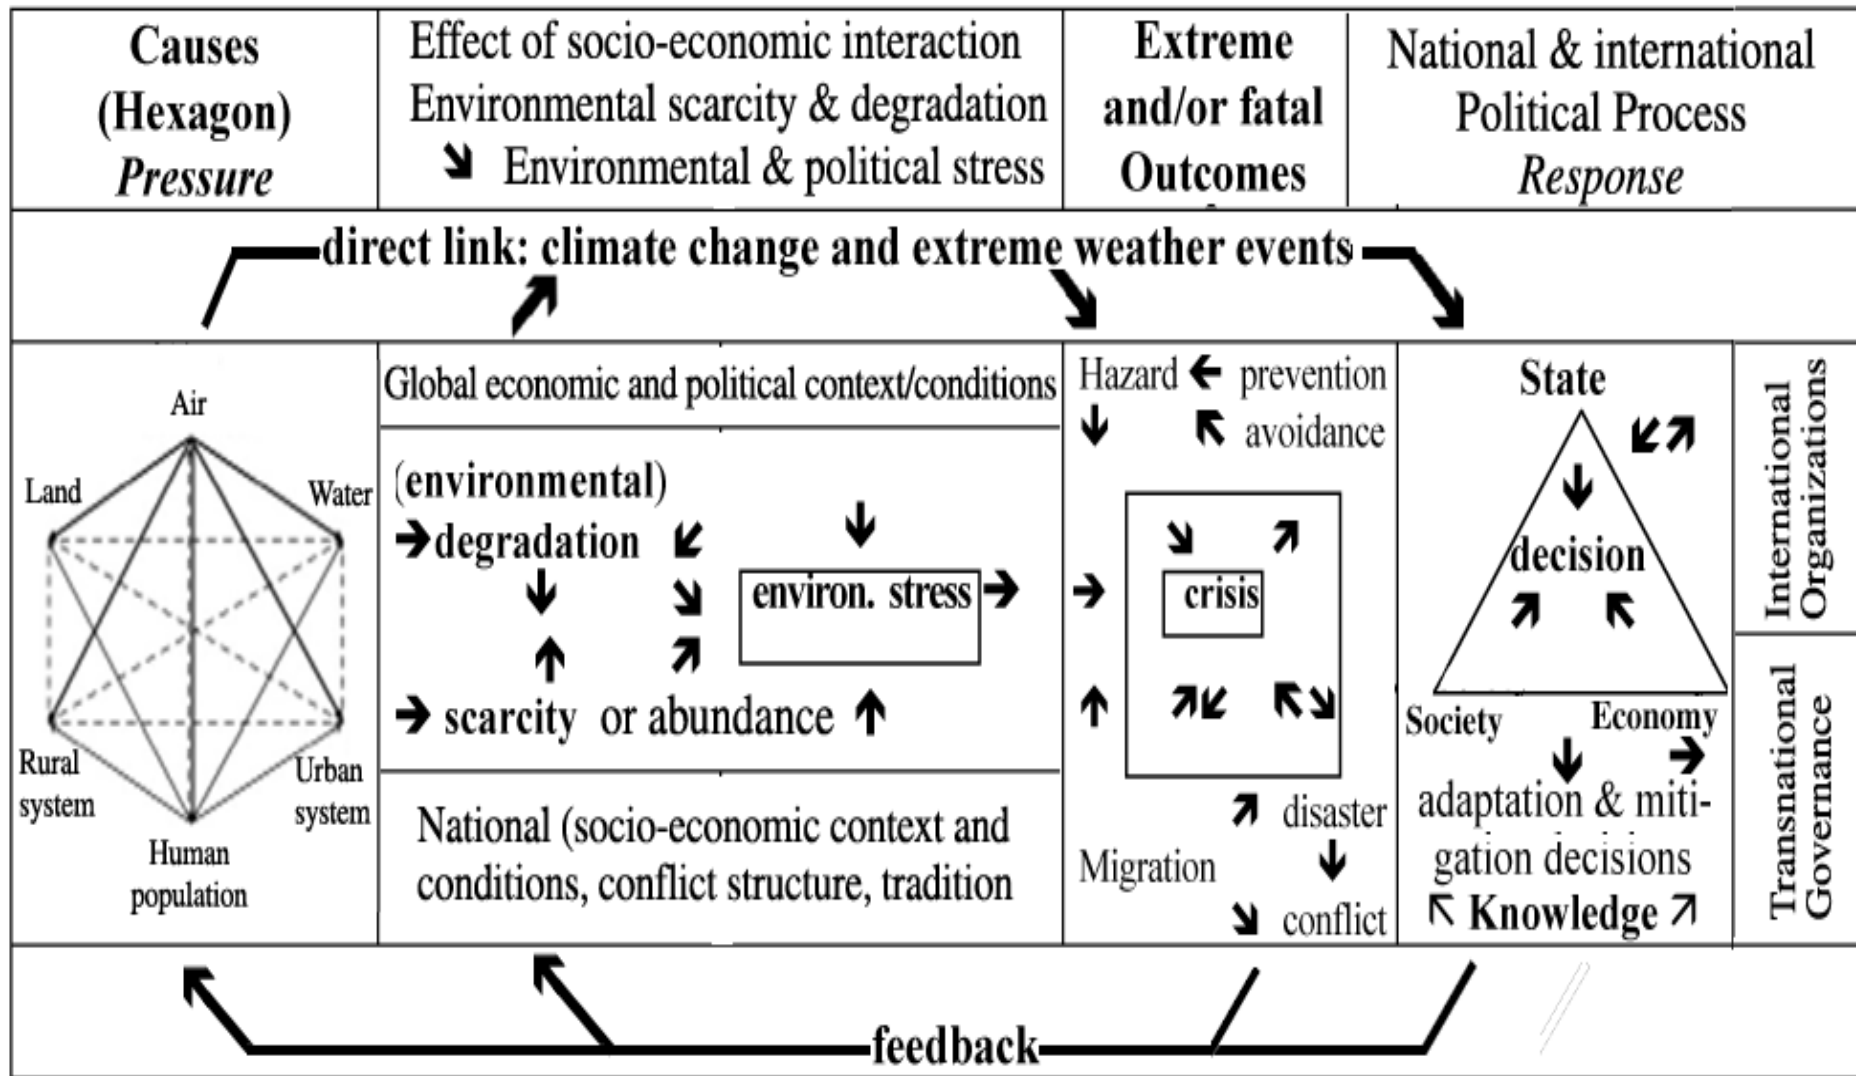 Causes
(Hexagon)
Pressure
Effect of socio-economic interaction
Environmental scarcity & degradation
Environmental & political stress
Extreme
and/or fatal
Outcomes
National & international
Political Process
Response
direct link: climate change and extreme weather events
Air
Land
Water
Rural
system
Urban
system
Human
population
Global economic and political context/conditions
(environmental)
degradation
environ. stress
scarcity or abundance
National (socio-economic context and
conditions, conflict structure, tradition
Hazard prevention
avoidance
crisis
disaster
Migration
conflict
State
decision
Society Economy
adaptation & miti-
gation decisions
Knowledge
International
Organizations
Transnational
Governance
feedback